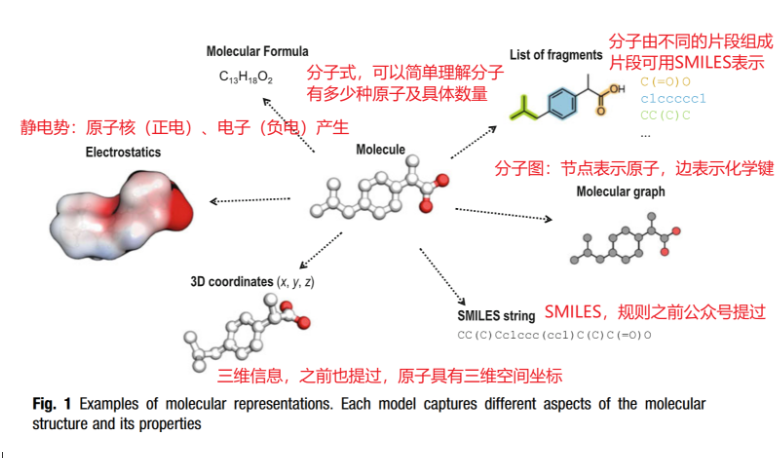 Molecular Formula
C₁₃H₁₈O₂
分子式，可以简单理解分子
有多少种原子及具体数量
List of fragments
分子由不同的片段组成
片段可用SMILES表示
OH
O
C(=O)O
clcccccl
CC(C)C
...
静电势：原子核（正电）、电子（负电）产生
Electrostatics
Molecule
分子图：节点表示原子，边表示化学键
Molecular graph
3D coordinates (x, y, z)
SMILES string
SMILES，规则之前公众号提过
CC(C)Cclccc(ccl)C(C)C(=O)O
三维信息，之前也提过，原子具有三维空间坐标
Fig. 1 Examples of molecular representations. Each model captures different aspects of the molecular
structure and its properties